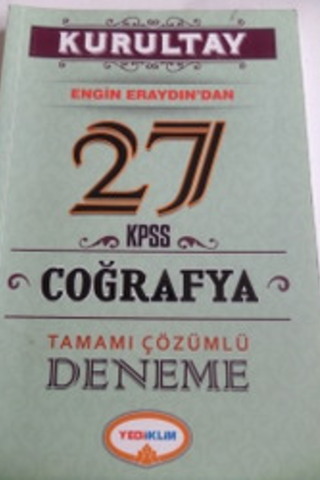 KURULTAY
ENGİN ERAYDIN'DAN
27
KPSS
COĞRAFYA
TAMAMI ÇÖZÜMLÜ
DENEME
YEDİİKLİM